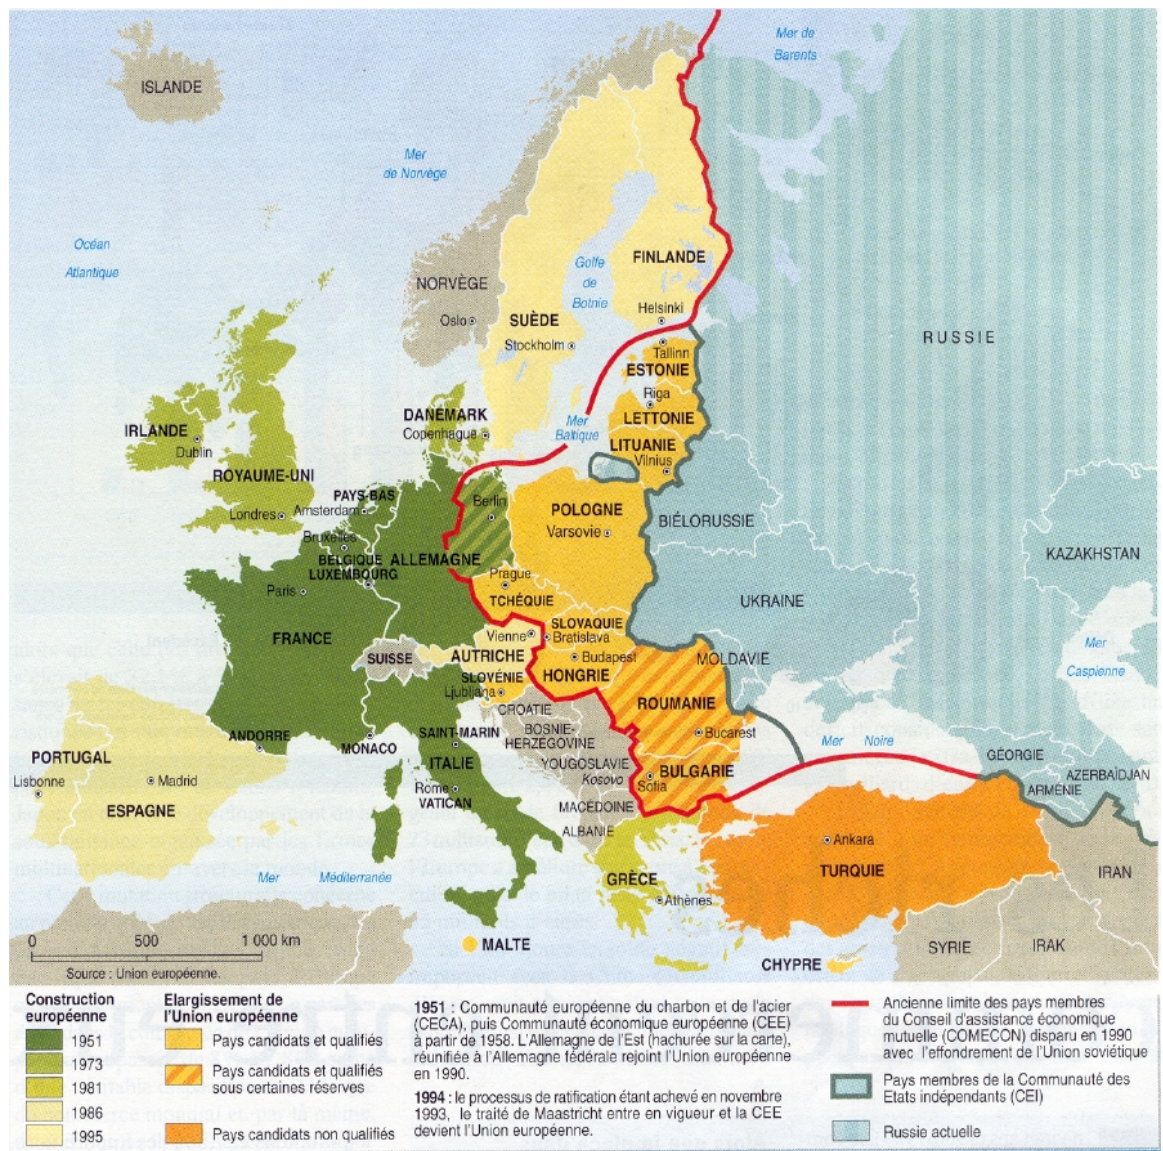 Mer de
Barents
ISLANDE
Mer
de Norvège
Océan
Atlantique
FINLANDE
Golfe
de
Botnie
NORVÈGE
Helsinki
Oslo
SUÈDE
Stockholm
RUSSIE
Tallinn
ESTONIE
Riga
LETTONIE
DANEMARK
Copenhague
Mer
Baltique
LITUANIE
Vilnius
IRLANDE
Dublin
ROYAUME-UNI
PAYS-BAS
Londres
Amsterdam
Berlin
POLOGNE
Varsovie
BIÉLORUSSIE
Bruxelles
BELGIQUE
ALLEMAGNE
LUXEMBOURG
KAZAKHSTAN
Paris
Prague
TCHÉQUIE
UKRAINE
FRANCE
SLOVAQUIE
Vienne
Bratislava
SUISSE
AUTRICHE
Budapest
MOLDAVIE
Mer
Caspienne
SLOVÉNIE
HONGRIE
Ljubljana
CROATIE
ROUMANIE
BOSNIE-
HERZÉGOVINE
Bucarest
ANDORRE
MONACO
SAINT-MARIN
Mer Noire
PORTUGAL
ITALIE
YOUGOSLAVIE
Kosovo
BULGARIE
Sofia
GÉORGIE
AZERBAÏDJAN
ARMÉNIE
Lisbonne
Madrid
Rome
VATICAN
ESPAGNE
MACÉDOINE
ALBANIE
Ankara
TURQUIE
IRAN
Mer Méditerranée
GRÈCE
Athènes
MALTE
CHYPRE
SYRIE
IRAK
0 500 1 000 km
Source : Union européenne.
Construction
européenne
1951
1973
1981
1986
1995
Elargissement de
l'Union européenne
Pays candidats et qualifiés
Pays candidats et qualifiés
sous certaines réserves
Pays candidats non qualifiés
1951 : Communauté européenne du charbon et de l'acier
(CECA), puis Communauté économique européenne (CEE)
à partir de 1958. L'Allemagne de l'Est (hachurée sur la carte),
réunifiée à l'Allemagne fédérale rejoint l'Union européenne
en 1990.
1994 : le processus de ratification étant achevé en novembre
1993, le traité de Maastricht entre en vigueur et la CEE
devient l'Union européenne.
Ancienne limite des pays membres
du Conseil d'assistance économique
mutuelle (COMECON) disparu en 1990
avec l'effondrement de l'Union soviétique
Pays membres de la Communauté des
Etats indépendants (CEI)
Russie actuelle